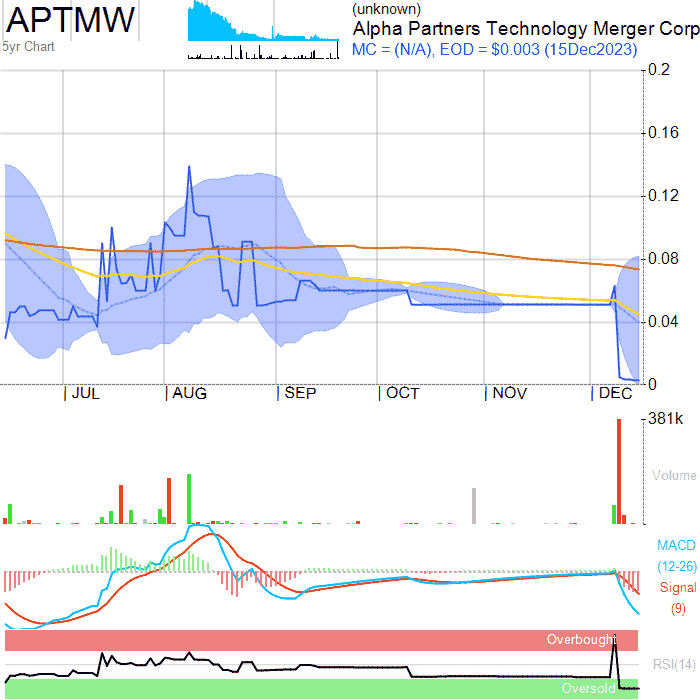 APTMW
5yr Chart
(unknown)
Alpha Partners Technology Merger Corp
MC = (N/A), EOD = $0.003 (15Dec2023)
0.2
0.16
0.12
0.08
0.04
0
JUL AUG SEP OCT NOV DEC
381k
Volume
MACD
(12-26)
Signal
(9)
Overbought
RSI(14)
Oversold